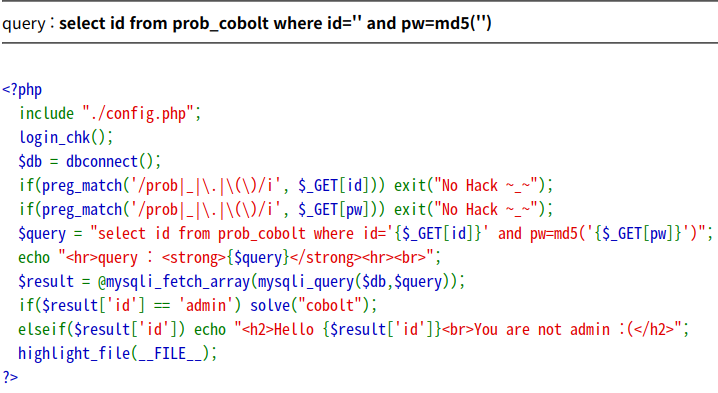 query : select id from prob_cobolt where id='' and pw=md5('')
<?php
include "./config.php";
login_chk();
$db = dbconnect();
if(preg_match('/prob|_|\.|\(\)/i', $_GET[id])) exit("No Hack ~_~");
if(preg_match('/prob|_|\.|\(\)/i', $_GET[pw])) exit("No Hack ~_~");
$query = "select id from prob_cobolt where id='{$_GET[id]}' and pw=md5('{$_GET[pw]}')";
echo "<hr>query : <strong>{$query}</strong><hr><br>";
$result = @mysqli_fetch_array(mysqli_query($db,$query));
if($result['id'] == 'admin') solve("cobolt");
elseif($result['id']) echo "<h2>Hello {$result['id']}<br>You are not admin :(</h2>";
highlight_file(__FILE__);
?>